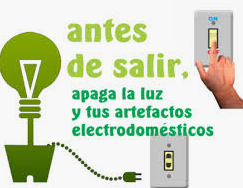 antes
de salir,
apaga la luz
y tus artefactos
electrodomésticos
ON